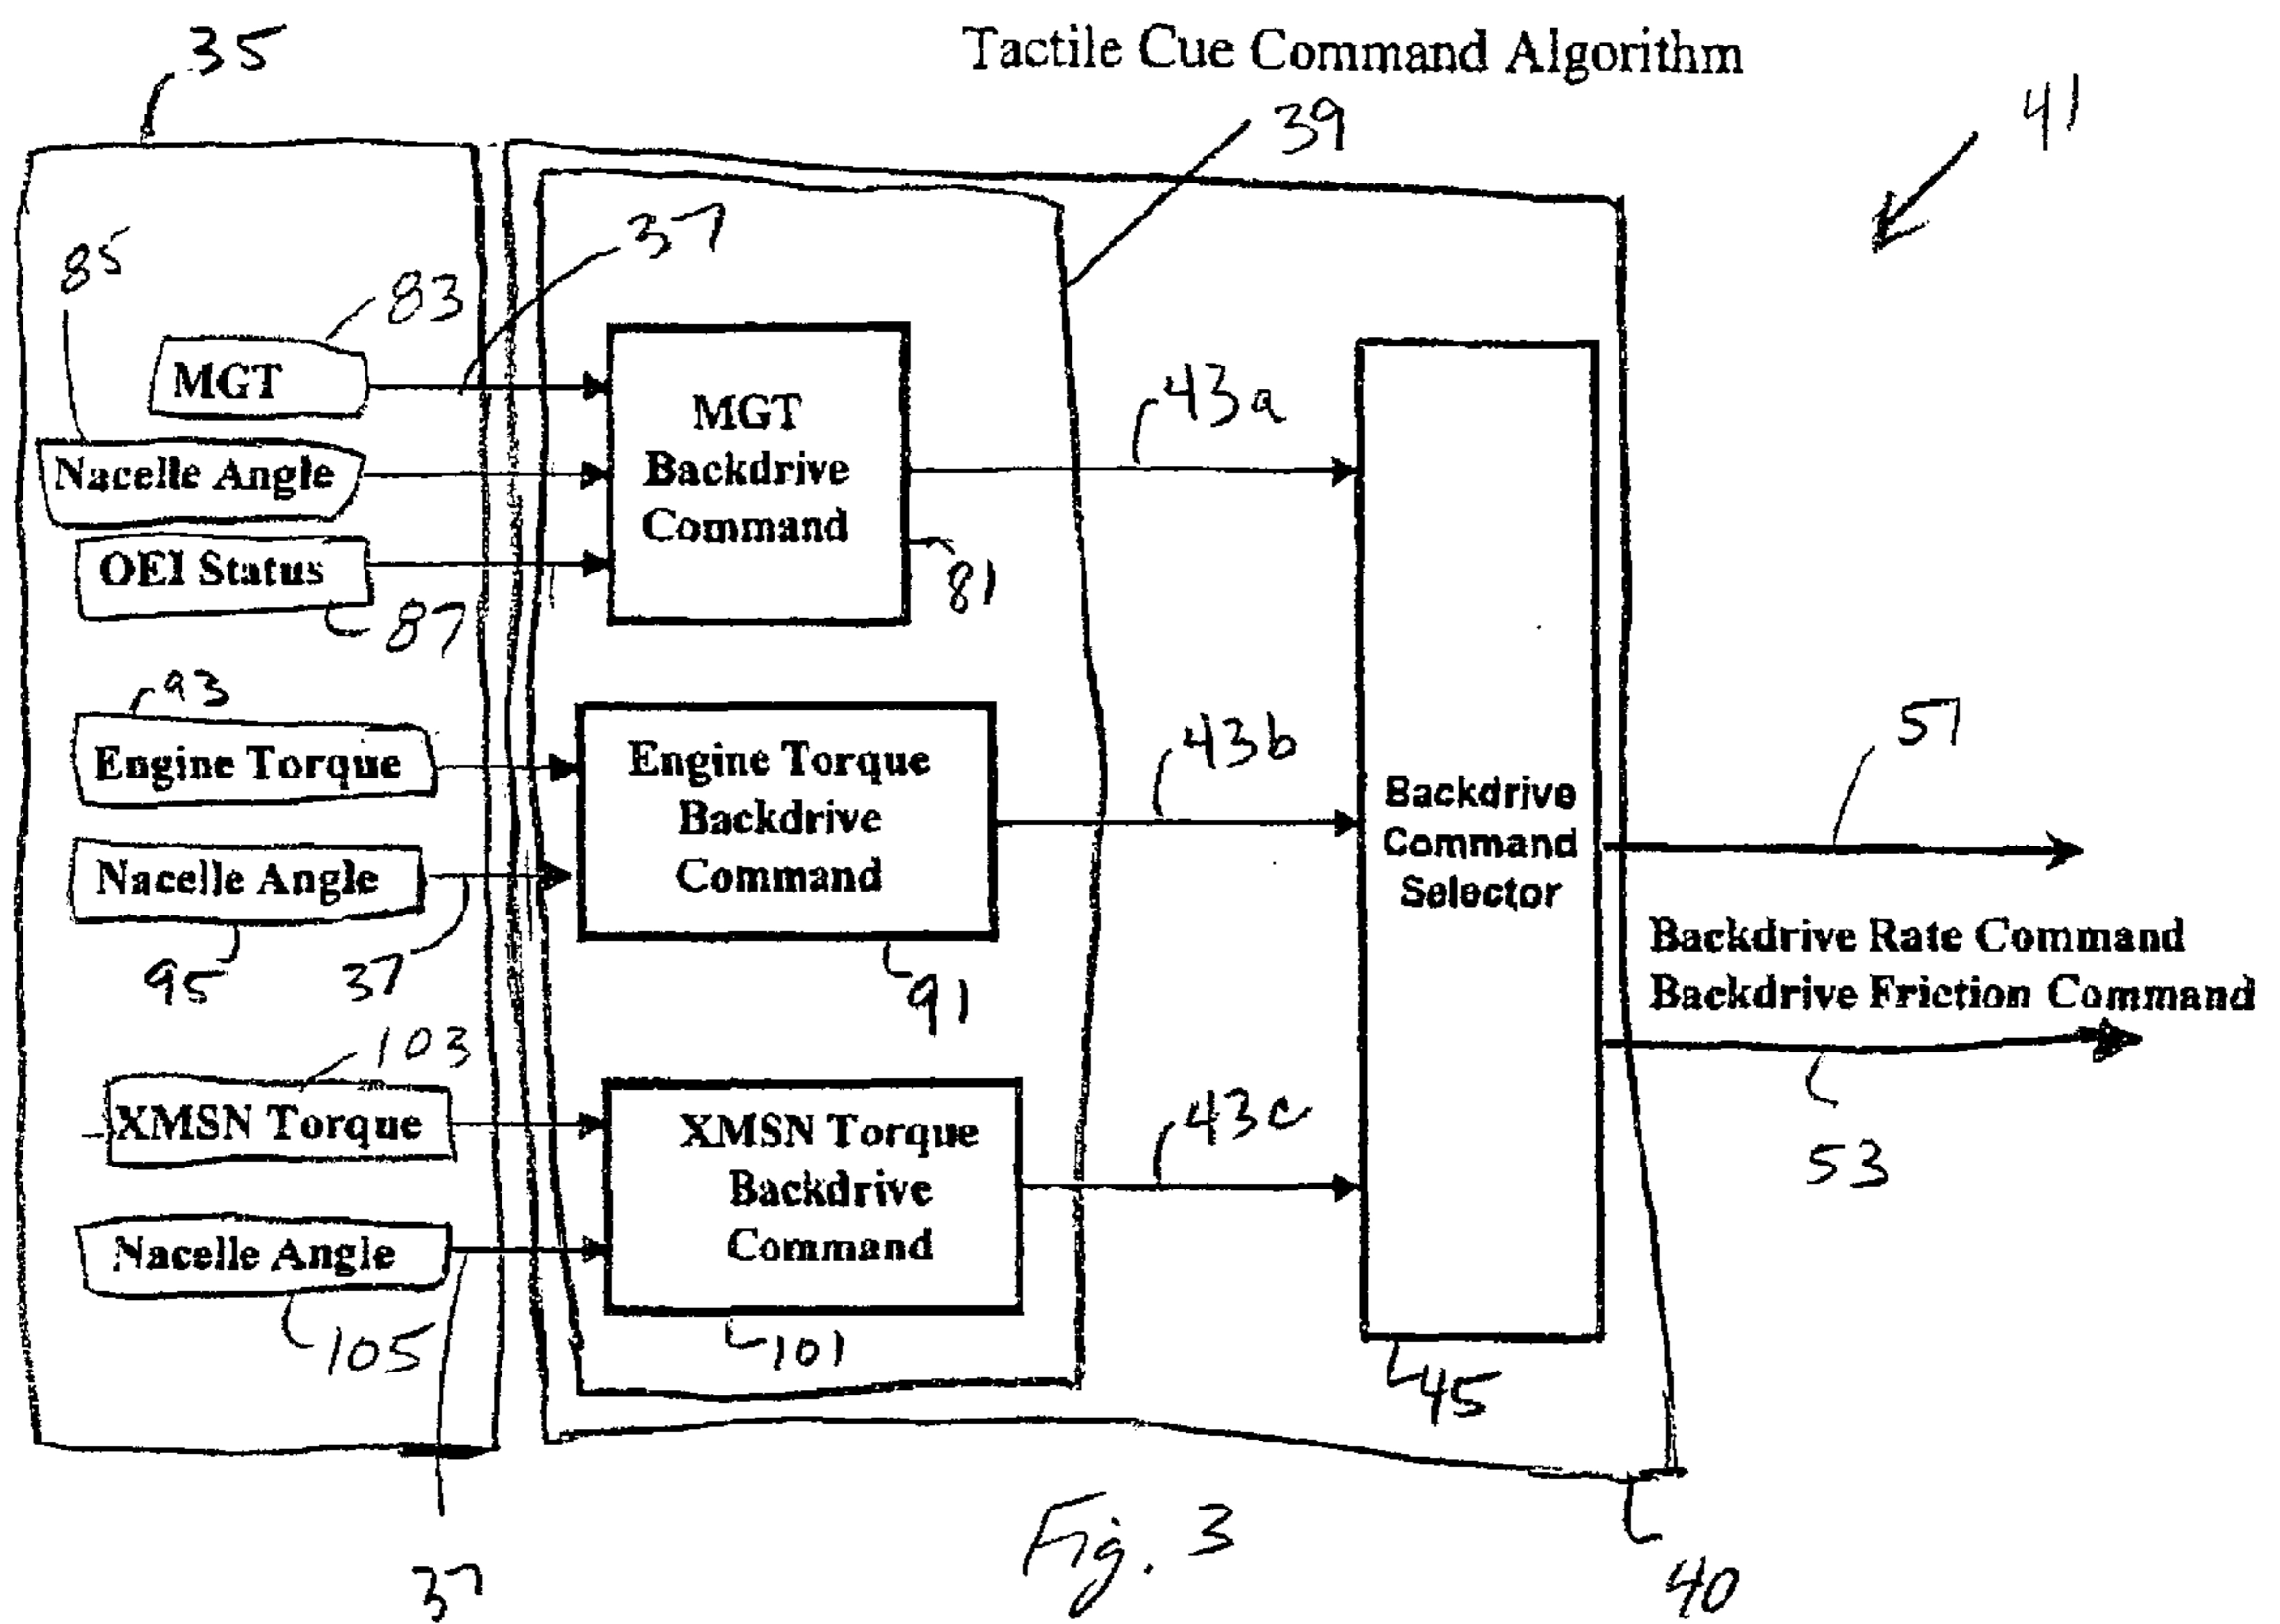 Tactile Cue Command Algorithm
35
39
41
37
85
83
MGT
Nacelle Angle
OEI Status
87
MGT
Backdrive
Command
81
43a
93
Engine Torque
Nacelle Angle
95
37
Engine Torque
Backdrive
Command
91
43b
Backdrive
Command
Selector
45
51
Backdrive Rate Command
Backdrive Friction Command
53
103
XMSN Torque
Nacelle Angle
105
37
XMSN Torque
Backdrive
Command
101
43c
40
Fig. 3